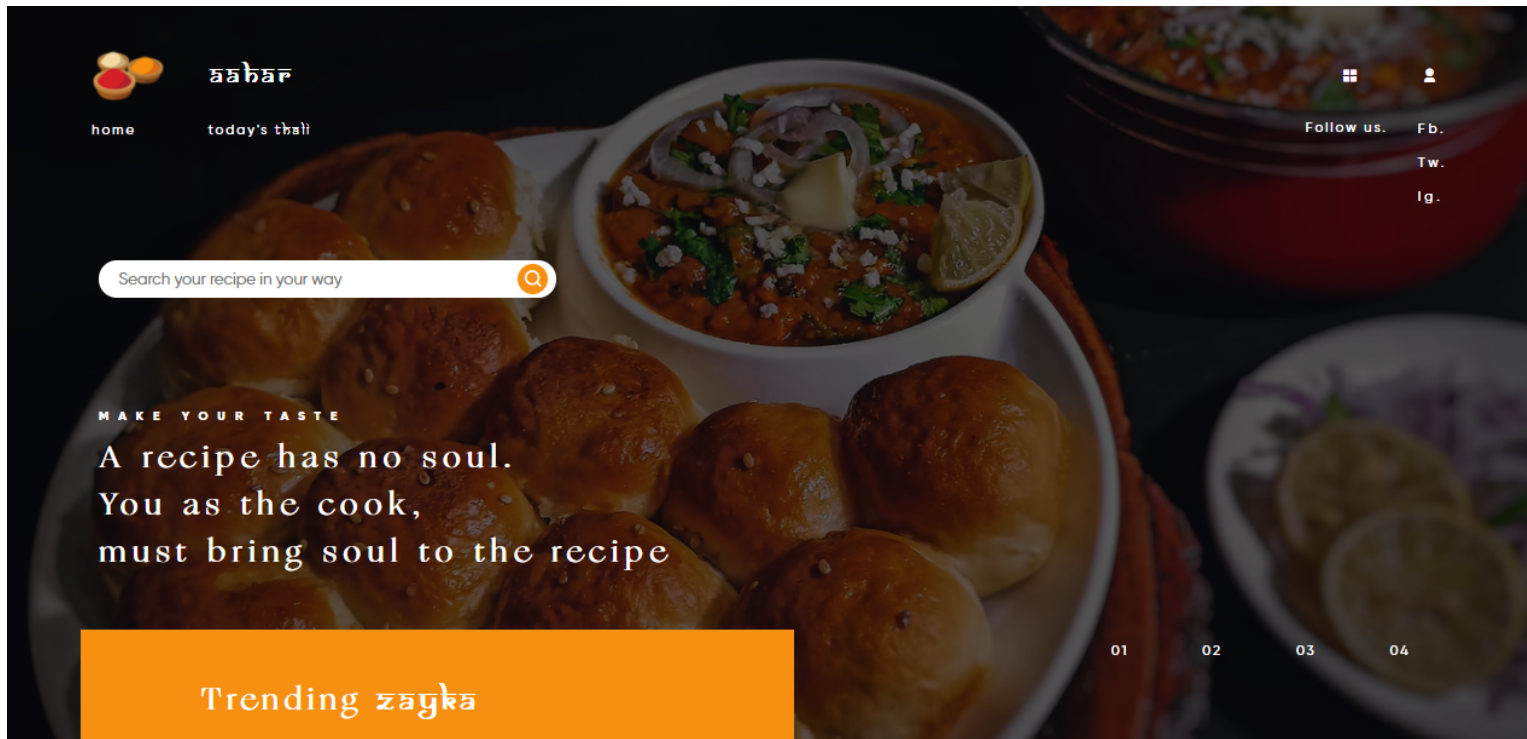 aahar
home
today's thali
Follow us.
Fb.
Tw.
Ig.
Search your recipe in your way
MAKE YOUR TASTE
A recipe has no soul.
You as the cook,
must bring soul to the recipe
01 02 03 04
Trending zayka